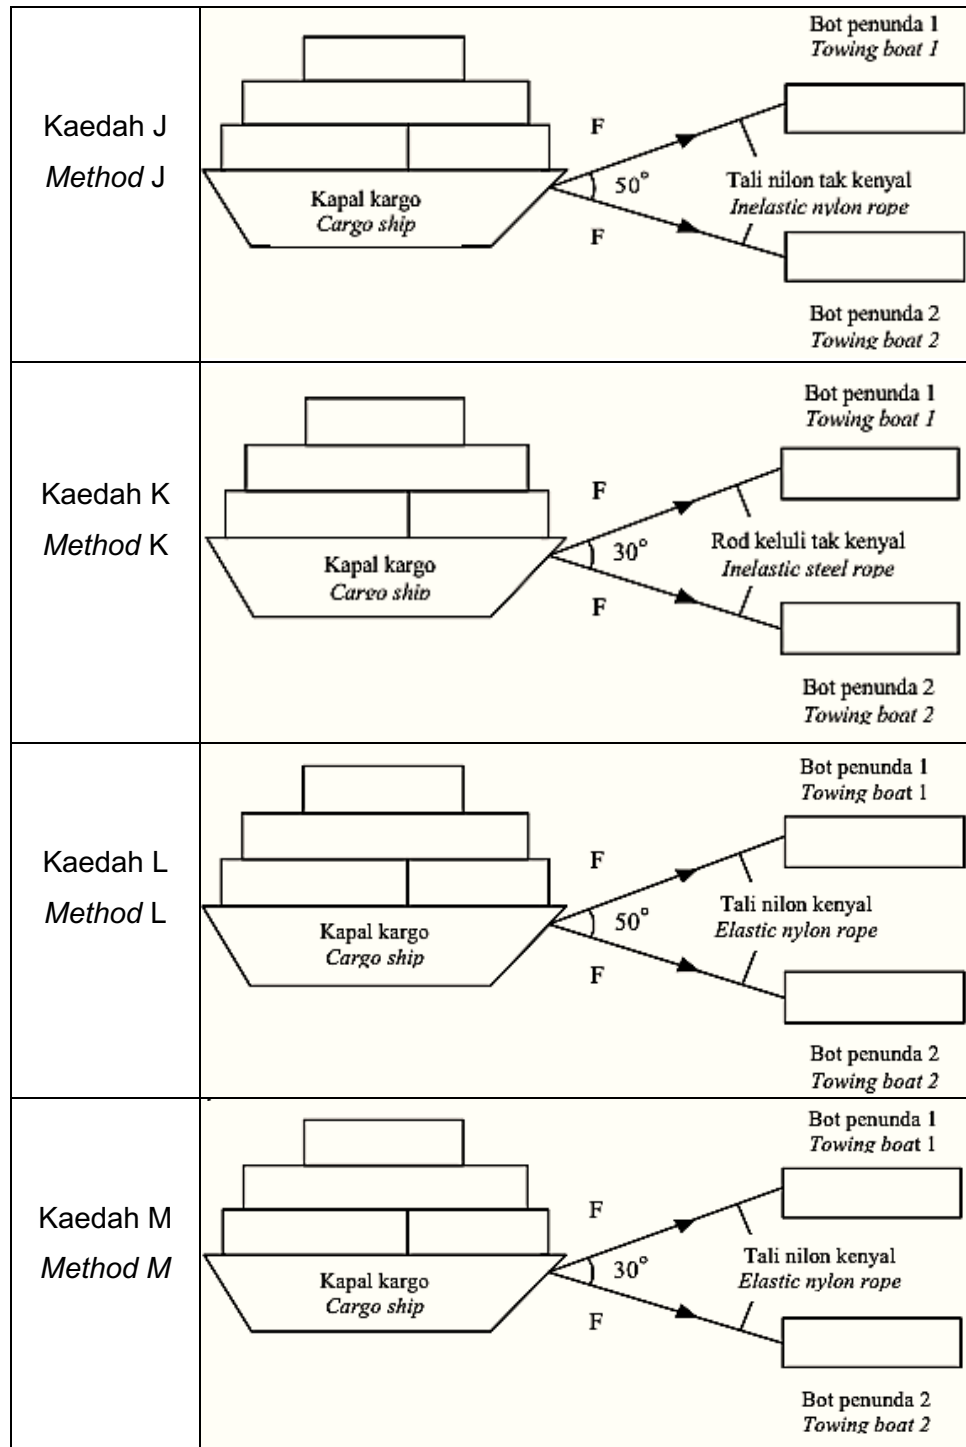 Kaedah J
Method J
Bot penunda 1
Towing boat 1
F
50°
Tali nilon tak kenyal
Inelastic nylon rope
Kapal kargo
Cargo ship
F
Bot penunda 2
Towing boat 2
Kaedah K
Method K
Bot penunda 1
Towing boat 1
F
30°
Rod keluli tak kenyal
Inelastic steel rope
Kapal kargo
Cargo ship
F
Bot penunda 2
Towing boat 2
Kaedah L
Method L
Bot penunda 1
Towing boat 1
F
50°
Tali nilon kenyal
Elastic nylon rope
Kapal kargo
Cargo ship
F
Bot penunda 2
Towing boat 2
Kaedah M
Method M
Bot penunda 1
Towing boat 1
F
30°
Tali nilon kenyal
Elastic nylon rope
Kapal kargo
Cargo ship
F
Bot penunda 2
Towing boat 2